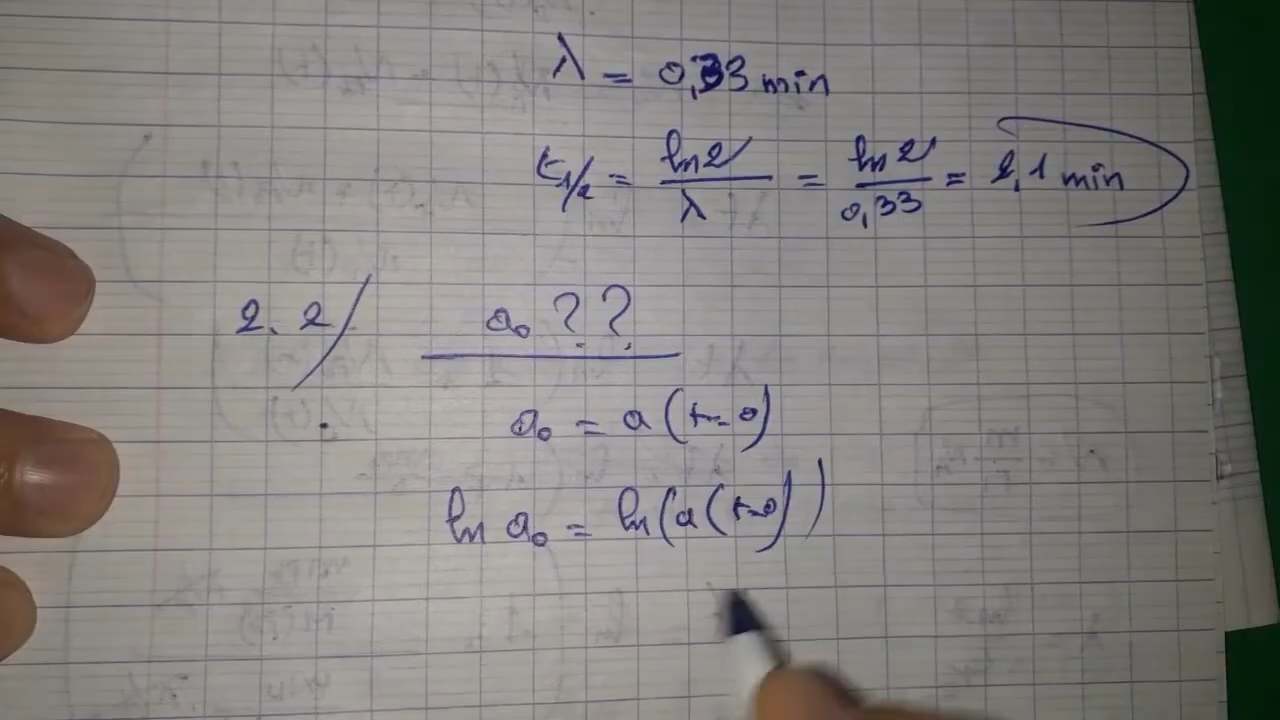 λ = 0,33 min
t1/2 = ln2/λ = ln2/0,33 = 2,1 min
2.2/ a₀ ??
a₀ = a(t=0)
ln a₀ = ln(a(t=0))